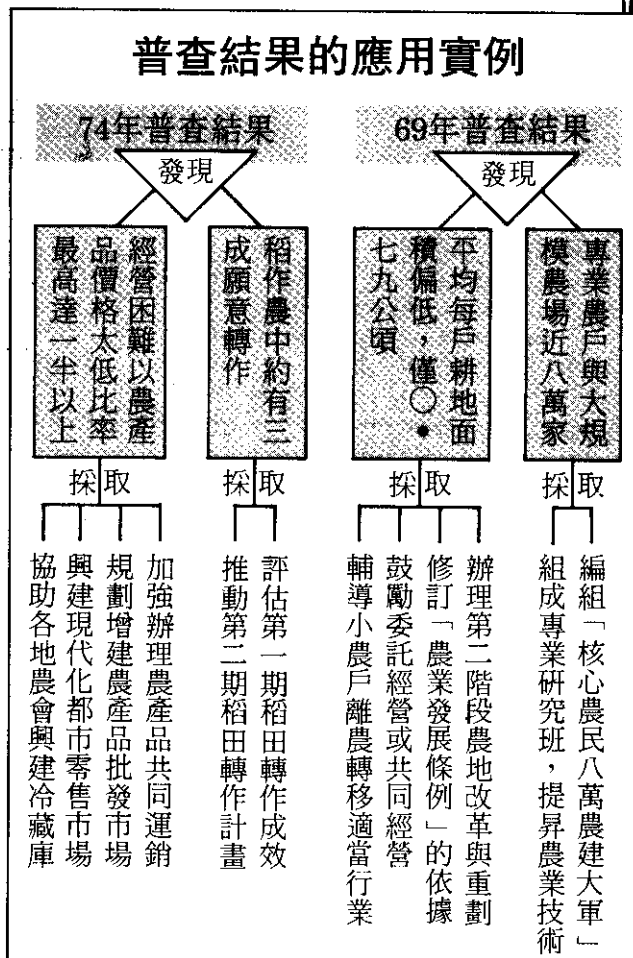 普查結果的應用實例
69年普查結果
發現
專業農戶與大規
模農場近八萬家
採取
編組「核心農民八萬農建大軍」
組成專業研究班，提昇農業技術
平均每戶耕地面
積偏低，僅○•
七九公頃
採取
辦理第二階段農地改革與重劃
修訂「農業發展條例」的依據
鼓勵委託經營或共同經營
輔導小農戶離農轉移適當行業
74年普查結果
發現
稻作農中約有三
成願意轉作
採取
評估第一期稻田轉作成效
推動第二期稻田轉作計畫
經營困難以農產
品價格太低比率
最高達一半以上
採取
加強辦理農產品共同運銷
規劃增建農產品批發市場
興建現代化都市零售市場
協助各地農會興建冷藏庫